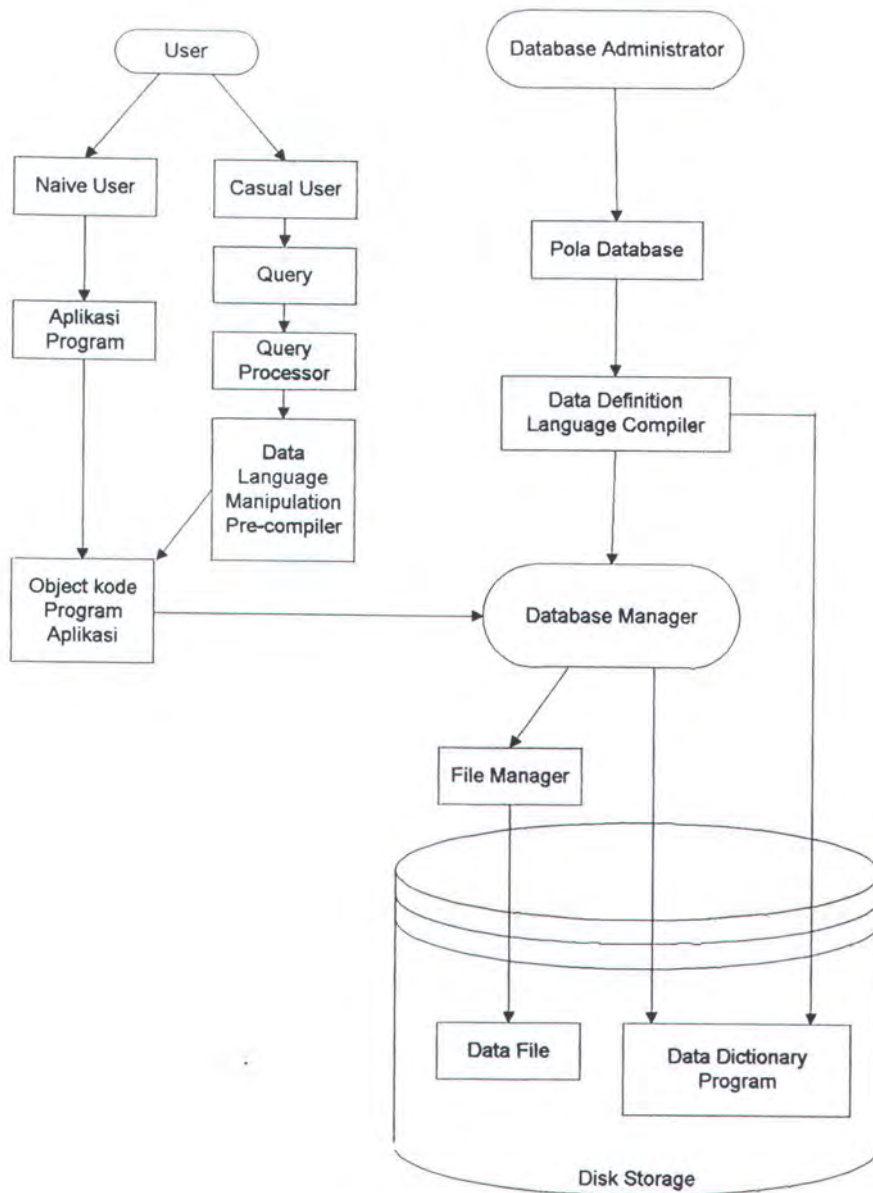 User
Database Administrator
Naive User
Casual User
Pola Database
Query
Aplikasi
Program
Query
Processor
Data Definition
Language Compiler
Data
Language
Manipulation
Pre-compiler
Object kode
Program
Aplikasi
Database Manager
File Manager
Data File
Data Dictionary
Program
Disk Storage